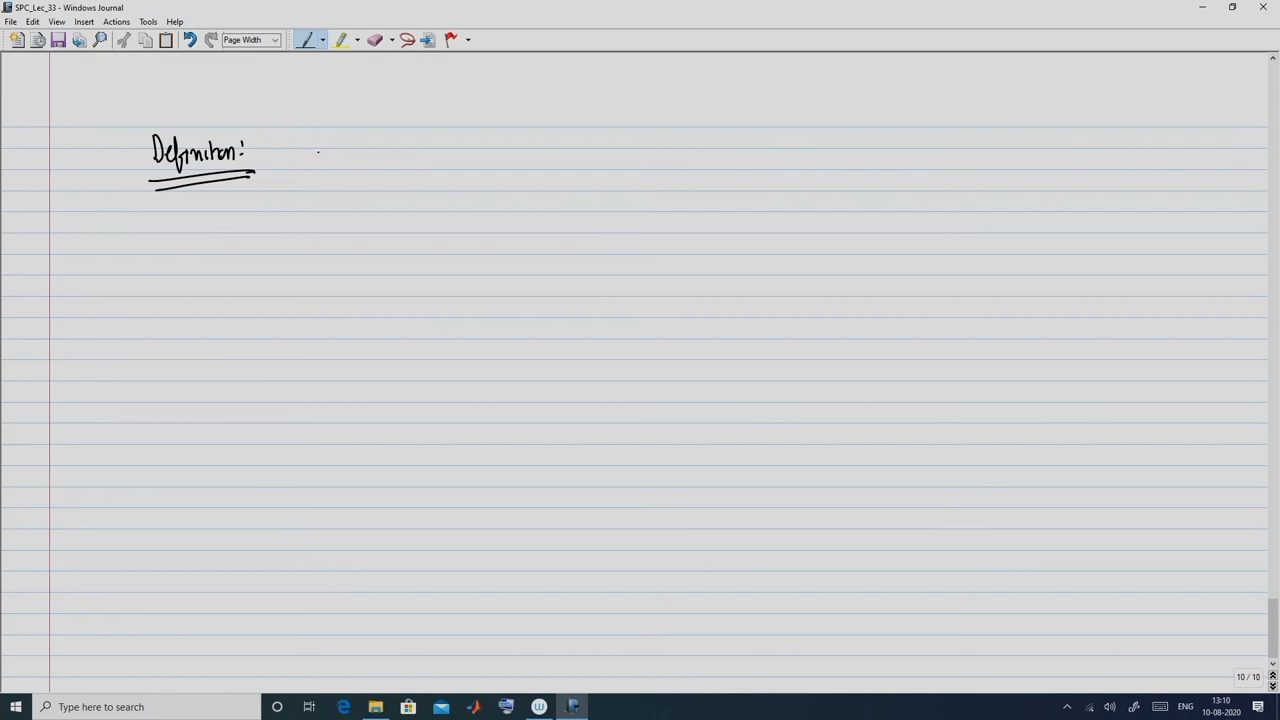 SPC_Lec_33 - Windows Journal
File Edit View Insert Actions Tools Help
Page Width
Definiton:
10 / 10
Type here to search
ENG
13:10
10-08-2020